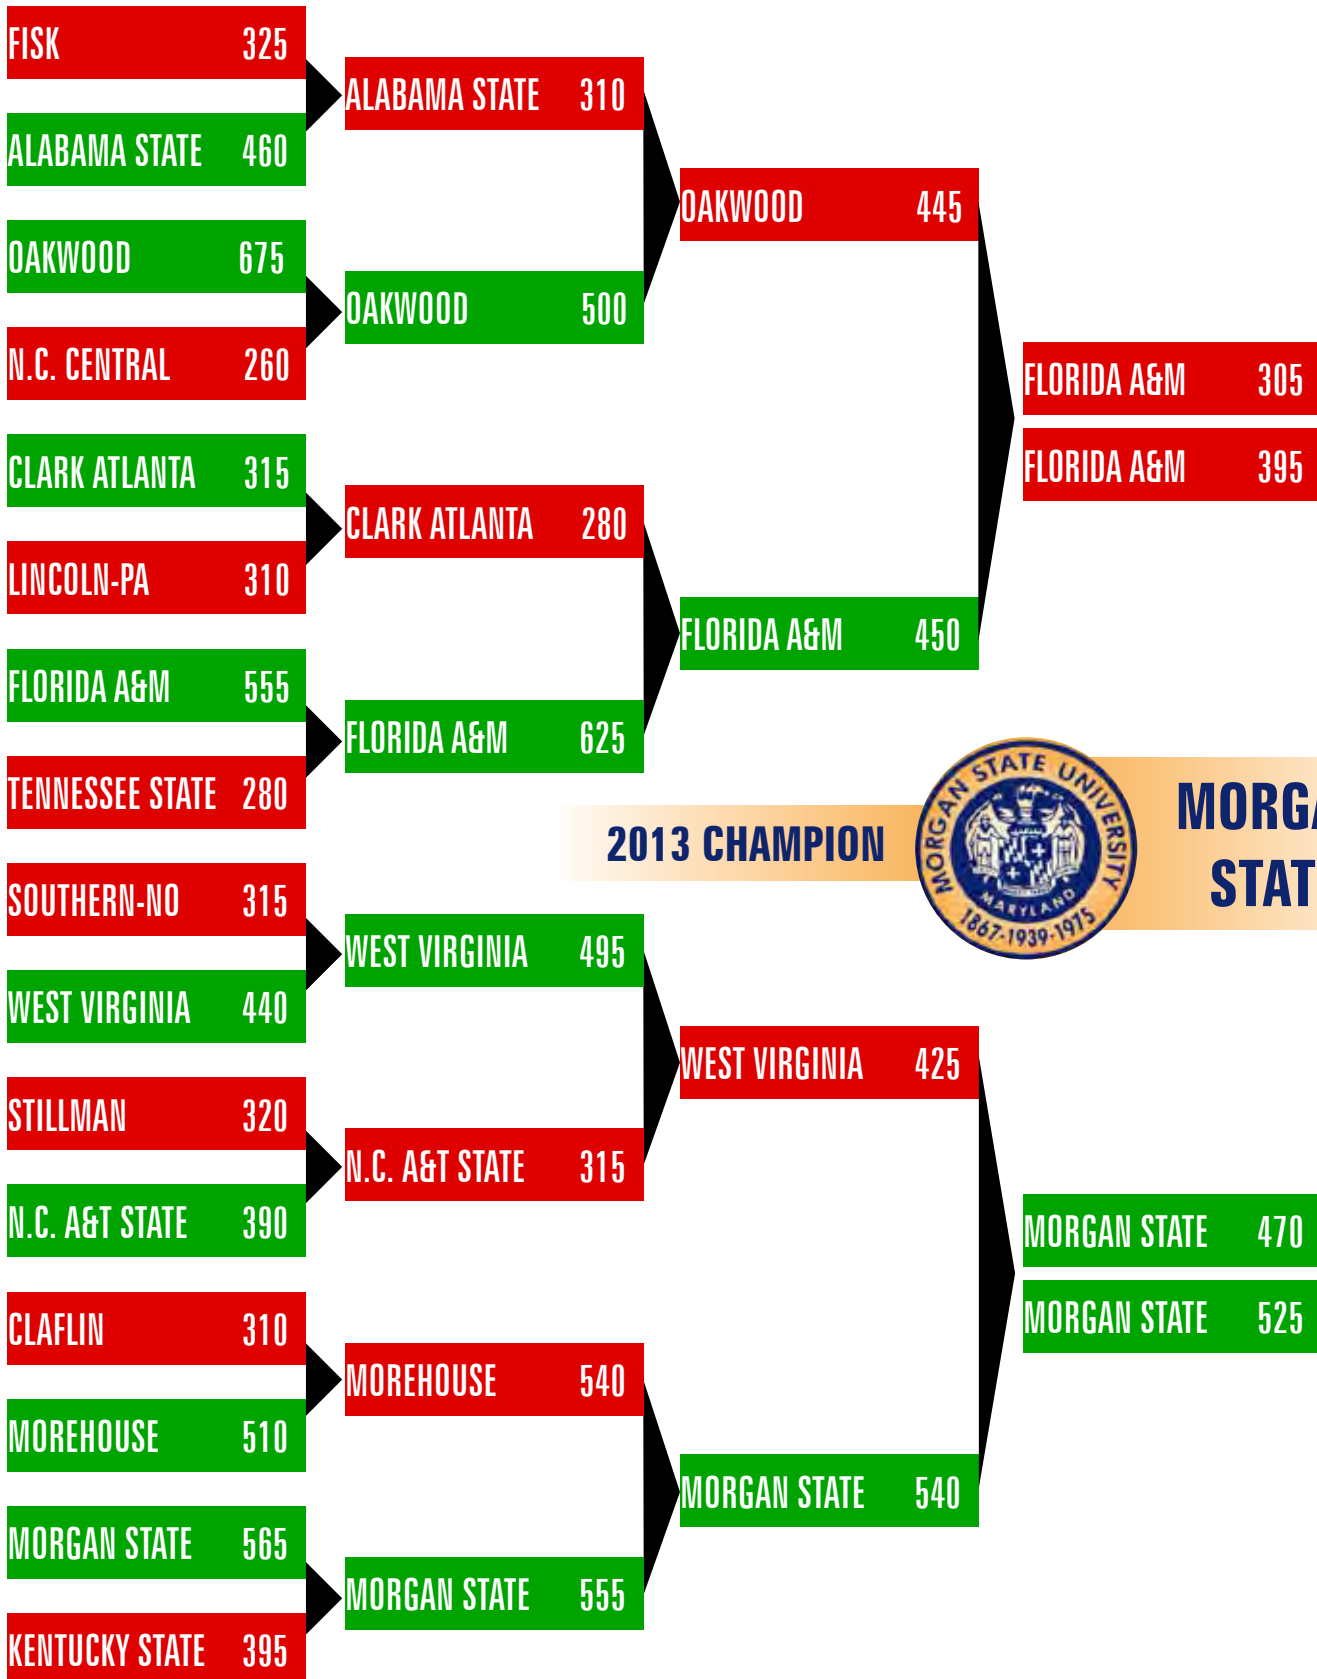 FISK 325
ALABAMA STATE 460
OAKWOOD 675
N.C. CENTRAL 260
CLARK ATLANTA 315
LINCOLN-PA 310
FLORIDA A&M 555
TENNESSEE STATE 280
SOUTHERN-NO 315
WEST VIRGINIA 440
STILLMAN 320
N.C. A&T STATE 390
CLAFLIN 310
MOREHOUSE 510
MORGAN STATE 565
KENTUCKY STATE 395
ALABAMA STATE 310
OAKWOOD 500
CLARK ATLANTA 280
FLORIDA A&M 625
WEST VIRGINIA 495
N.C. A&T STATE 315
MOREHOUSE 540
MORGAN STATE 555
OAKWOOD 445
FLORIDA A&M 450
WEST VIRGINIA 425
MORGAN STATE 540
FLORIDA A&M 305
FLORIDA A&M 395
2013 CHAMPION
MORGAN STATE UNIVERSITY
MARYLAND
1867-1939-1975
MORGA
STAT
MORGAN STATE 470
MORGAN STATE 525